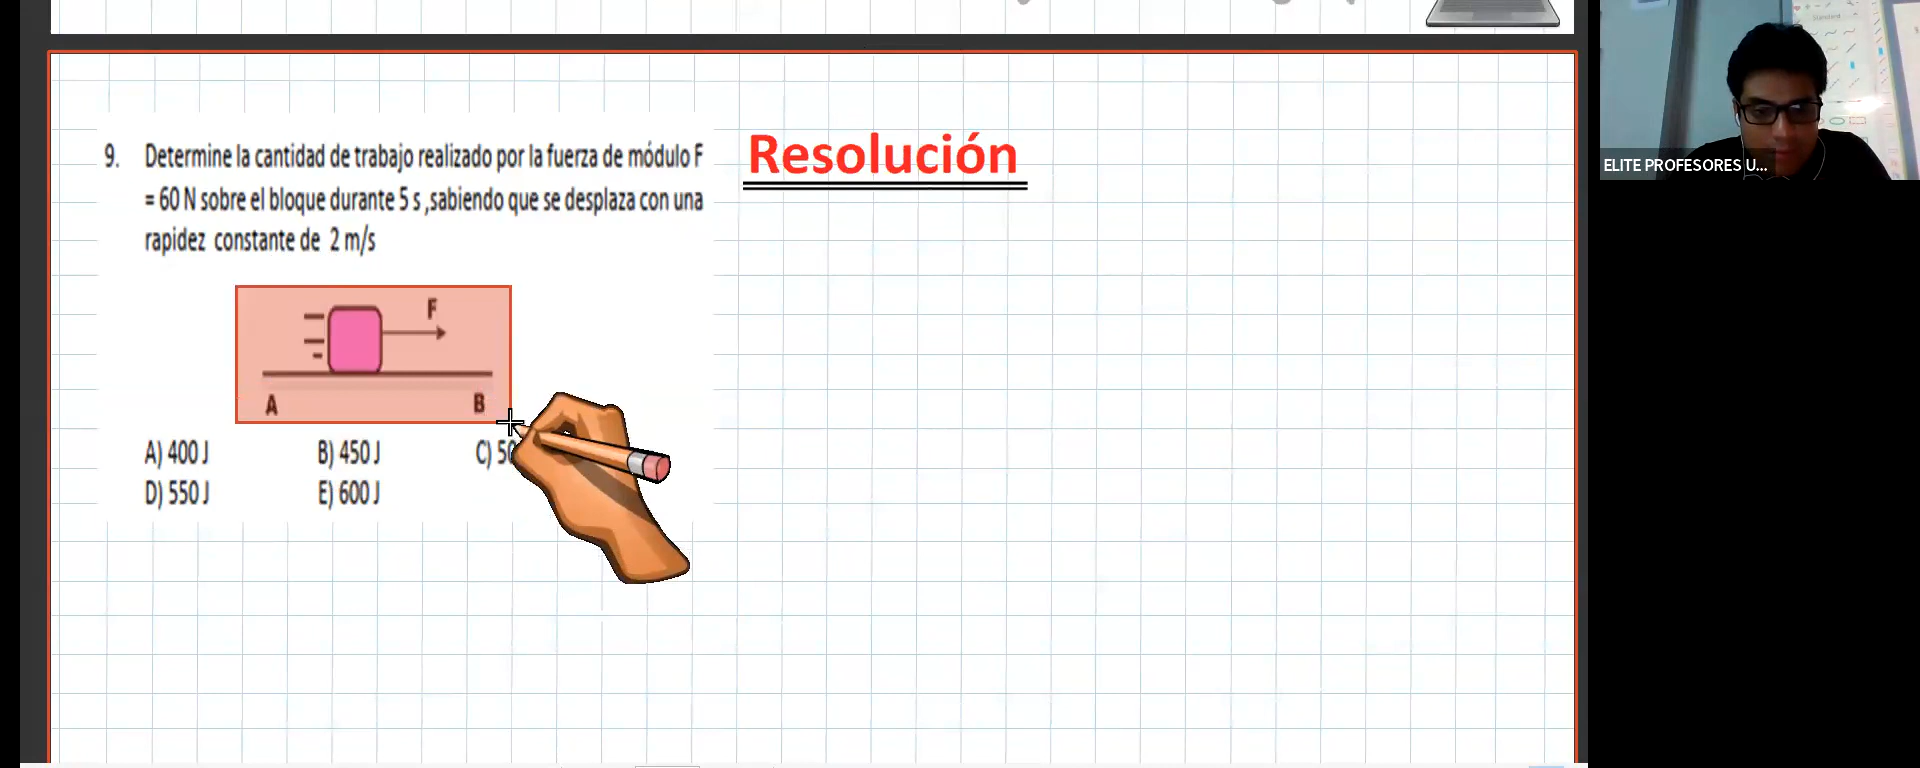 9. Determine la cantidad de trabajo realizado por la fuerza de módulo F
= 60 N sobre el bloque durante 5 s ,sabiendo que se desplaza con una
rapidez constante de 2 m/s
F
A B
A) 400 J B) 450 J C)
D) 550 J E) 600 J
Resolución
ELITE PROFESORES U...